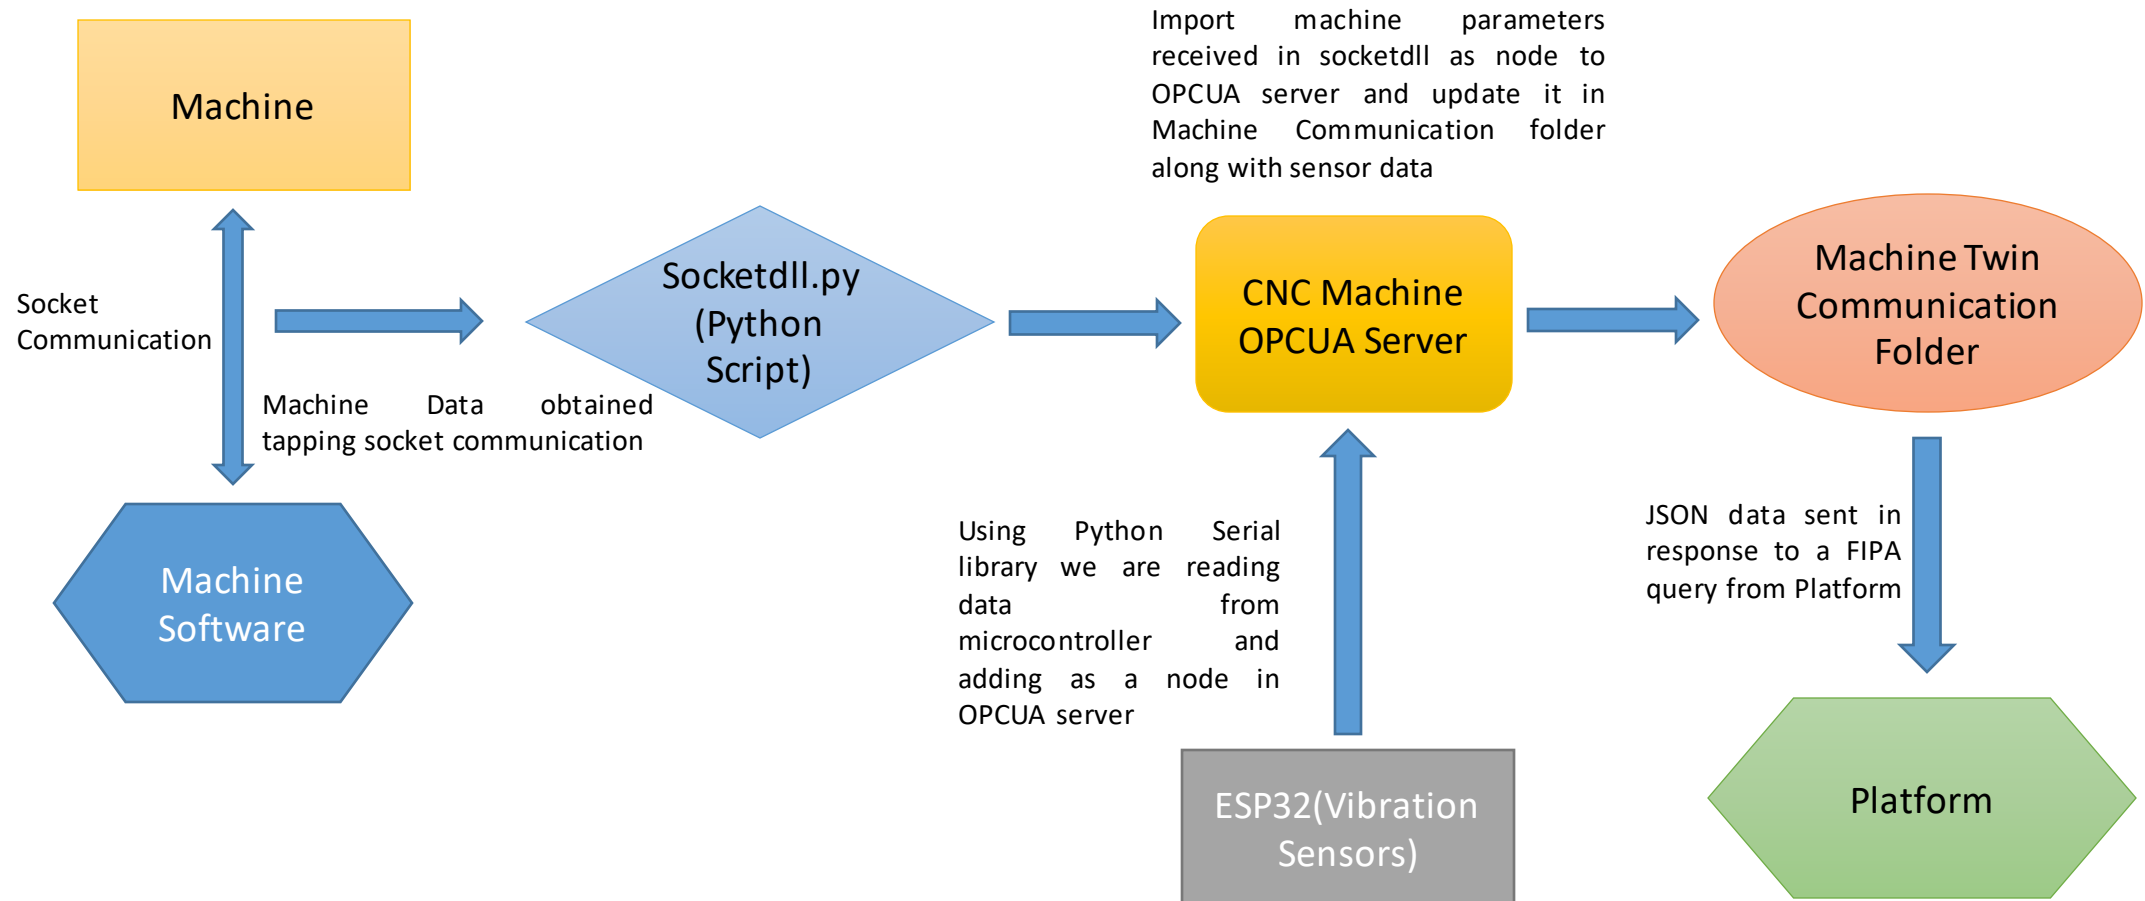 Machine
Socket
Communication
Machine Data obtained
tapping socket communication
Machine
Software
Socketdll.py
(Python
Script)
Import machine parameters
received in socketdll as node to
OPCUA server and update it in
Machine Communication folder
along with sensor data
CNC Machine
OPCUA Server
Using Python Serial
library we are reading
data from
microcontroller and
adding as a node in
OPCUA server
ESP32(Vibration
Sensors)
Machine Twin
Communication
Folder
JSON data sent in
response to a FIPA
query from Platform
Platform